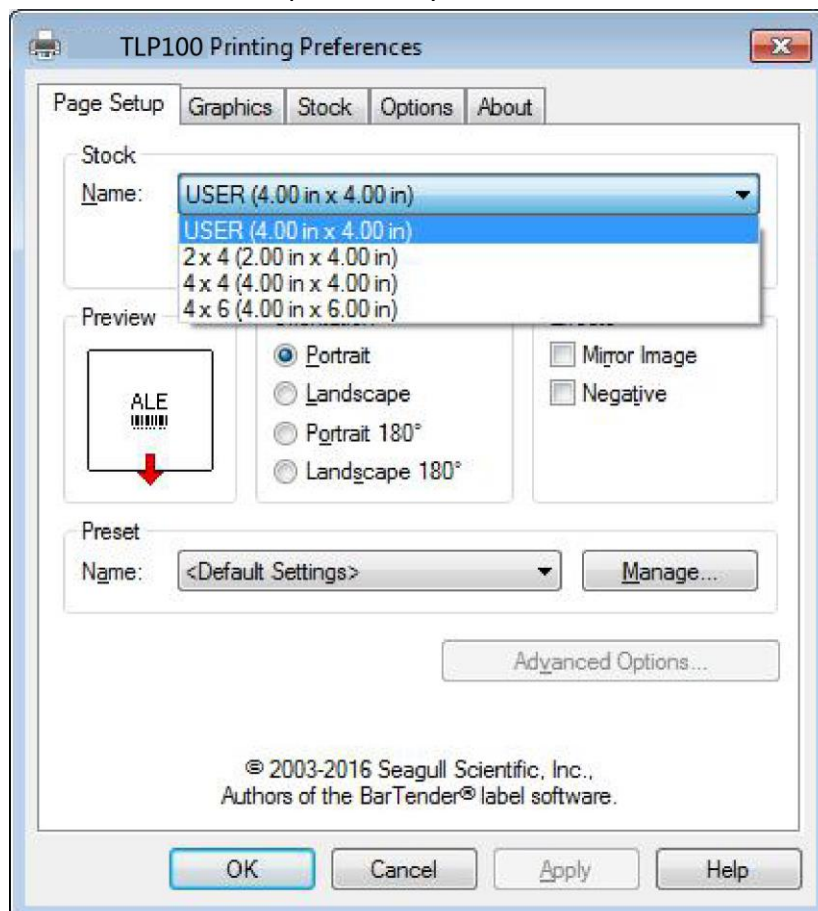 TLP100 Printing Preferences
Page Setup Graphics Stock Options About
Stock
Name: USER (4.00 in x 4.00 in)
USER (4.00 in x 4.00 in)
2 x 4 (2.00 in x 4.00 in)
4 x 4 (4.00 in x 4.00 in)
4 x 6 (4.00 in x 6.00 in)
Preview
ALE
Portrait
Landscape
Portrait 180°
Landscape 180°
Mirror Image
Negative
Preset
Name: <Default Settings> Manage...
Advanced Options...
© 2003-2016 Seagull Scientific, Inc.,
Authors of the BarTender® label software.
OK Cancel Apply Help